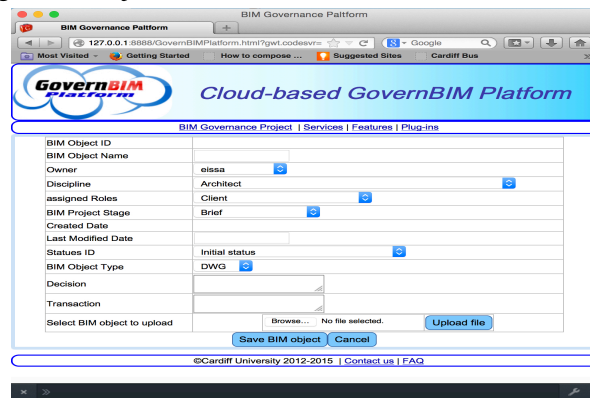 BIM Governance Paltform
BIM Governance Paltform
127.0.0.1:8888/GovernBIMPlatform.html?gwt.codesvr= Google
Most Visited Getting Started How to compose ... Suggested Sites Cardiff Bus
GovernBIM
Platform
Cloud-based GovernBIM Platform
BIM Governance Project | Services | Features | Plug-ins
BIM Object ID
BIM Object Name
Owner eissa
Discipline Architect
assigned Roles Client
BIM Project Stage Brief
Created Date
Last Modified Date
Statues ID Initial status
BIM Object Type DWG
Decision
Transaction
Select BIM object to upload Browse... No file selected. Upload file
Save BIM object Cancel
©Cardiff University 2012-2015 | Contact us | FAQ